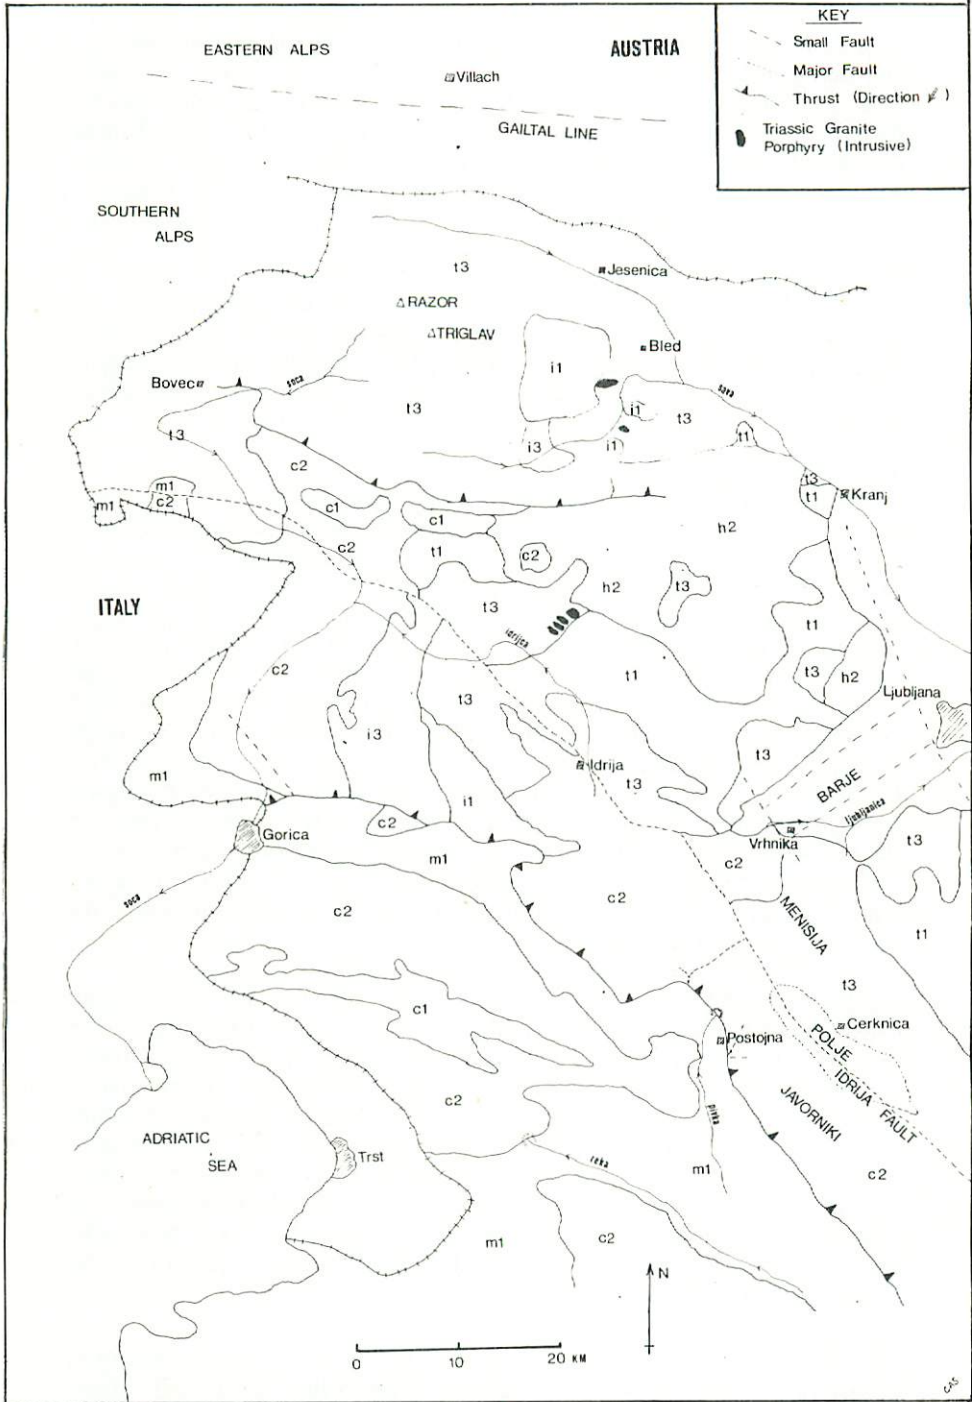 KEY
Small Fault
Major Fault
Thrust (Direction )
Triassic Granite
Porphyry (Intrusive)
EASTERN ALPS
AUSTRIA
Villach
GAILTAL LINE
SOUTHERN
ALPS
t3
Jesenica
RAZOR
TRIGLAV
Bled
i1
Bovec
soca
sava
t3
i1
t3
t3
i3
i1
t1
c2
t3
m1
c2
m1
c1
t1
Kranj
c1
h2
c2
t1
c2
ITALY
h2
t3
t3
t1
idrijca
c2
t1
t3
h2
Ljubljana
t3
i3
t3
Idrija
t3
BARJE
m1
i1
ljubljanica
Gorica
c2
Vrhnika
t3
m1
c2
soca
c2
c2
MENISIJA
t1
t3
c1
Cerknica
Postojna
POLJE
IDRIJA FAULT
JAVORNIKI
c2
pivka
ADRIATIC
SEA
Trst
reka
m1
c2
m1
c2
N
0 10 20 KM
CAS